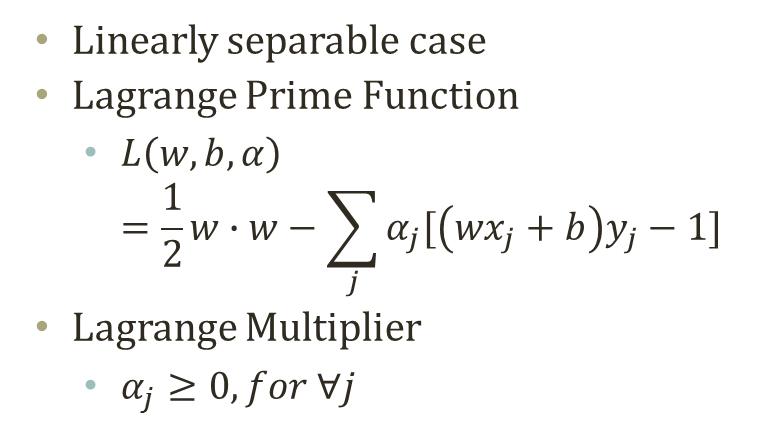 • Linearly separable case
• Lagrange Prime Function
• L(w, b, α)
= 1/2 w · w − ∑_j α_j[(wx_j + b)y_j − 1]
• Lagrange Multiplier
• α_j ≥ 0, for ∀j